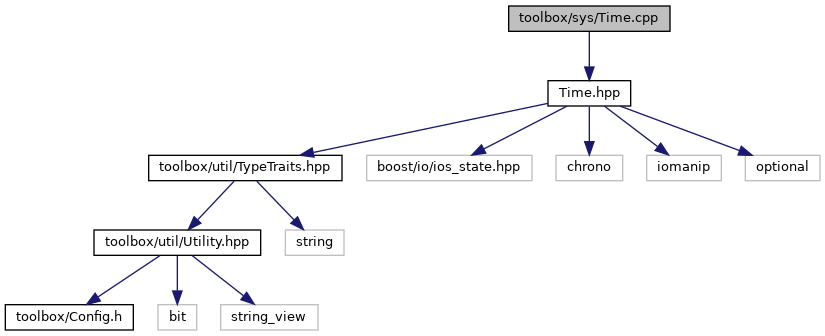 toolbox/sys/Time.cpp
Time.hpp
toolbox/util/TypeTraits.hpp
boost/io/ios_state.hpp
chrono
iomanip
optional
toolbox/util/Utility.hpp
string
toolbox/Config.h
bit
string_view